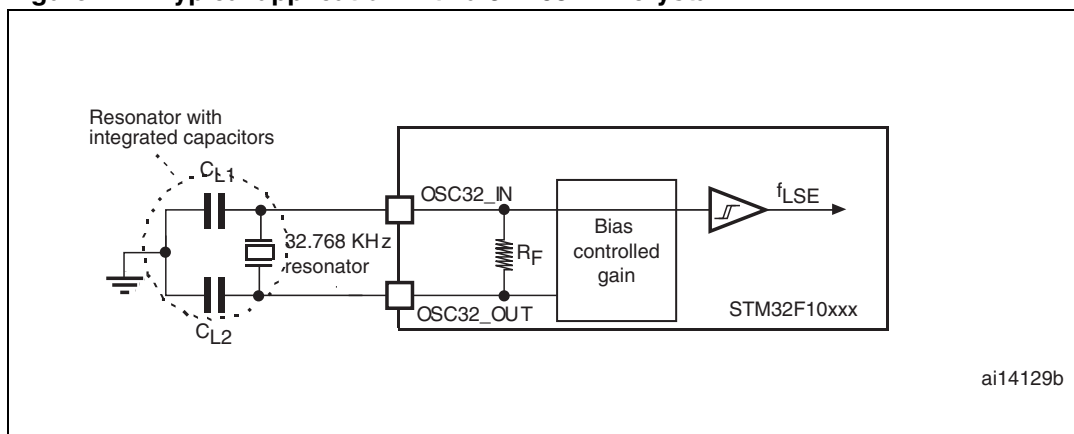 Resonator with
integrated capacitors
CL1
OSC32_IN
fLSE
32.768 KHz
resonator
RF
Bias
controlled
gain
OSC32_OUT
STM32F10xxx
CL2
ai14129b